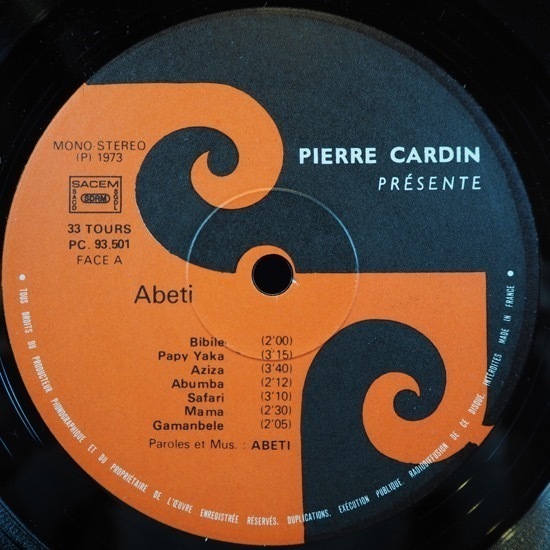 MONO-STEREO
(P) 1973
PIERRE CARDIN
PRÉSENTE
SACEM
SACD
SDRM
SGDL
33 TOURS
PC. 93.501
FACE A
Abeti
Bibile (2'00)
Papy Yaka (3'15)
Aziza (3'40)
Abumba (2'12)
Safari (3'10)
Mama (2'30)
Gamanbele (2'05)
Paroles et Mus. : ABETI
• TOUS DROITS DU PRODUCTEUR PHONOGRAPHIQUE ET DU PROPRIÉTAIRE DE L'ŒUVRE ENREGISTRÉE RÉSERVÉS. DUPLICATIONS, EXÉCUTION PUBLIQUE, RADIODIFFUSION DE CE DISQUE INTERDITES MADE IN FRANCE •